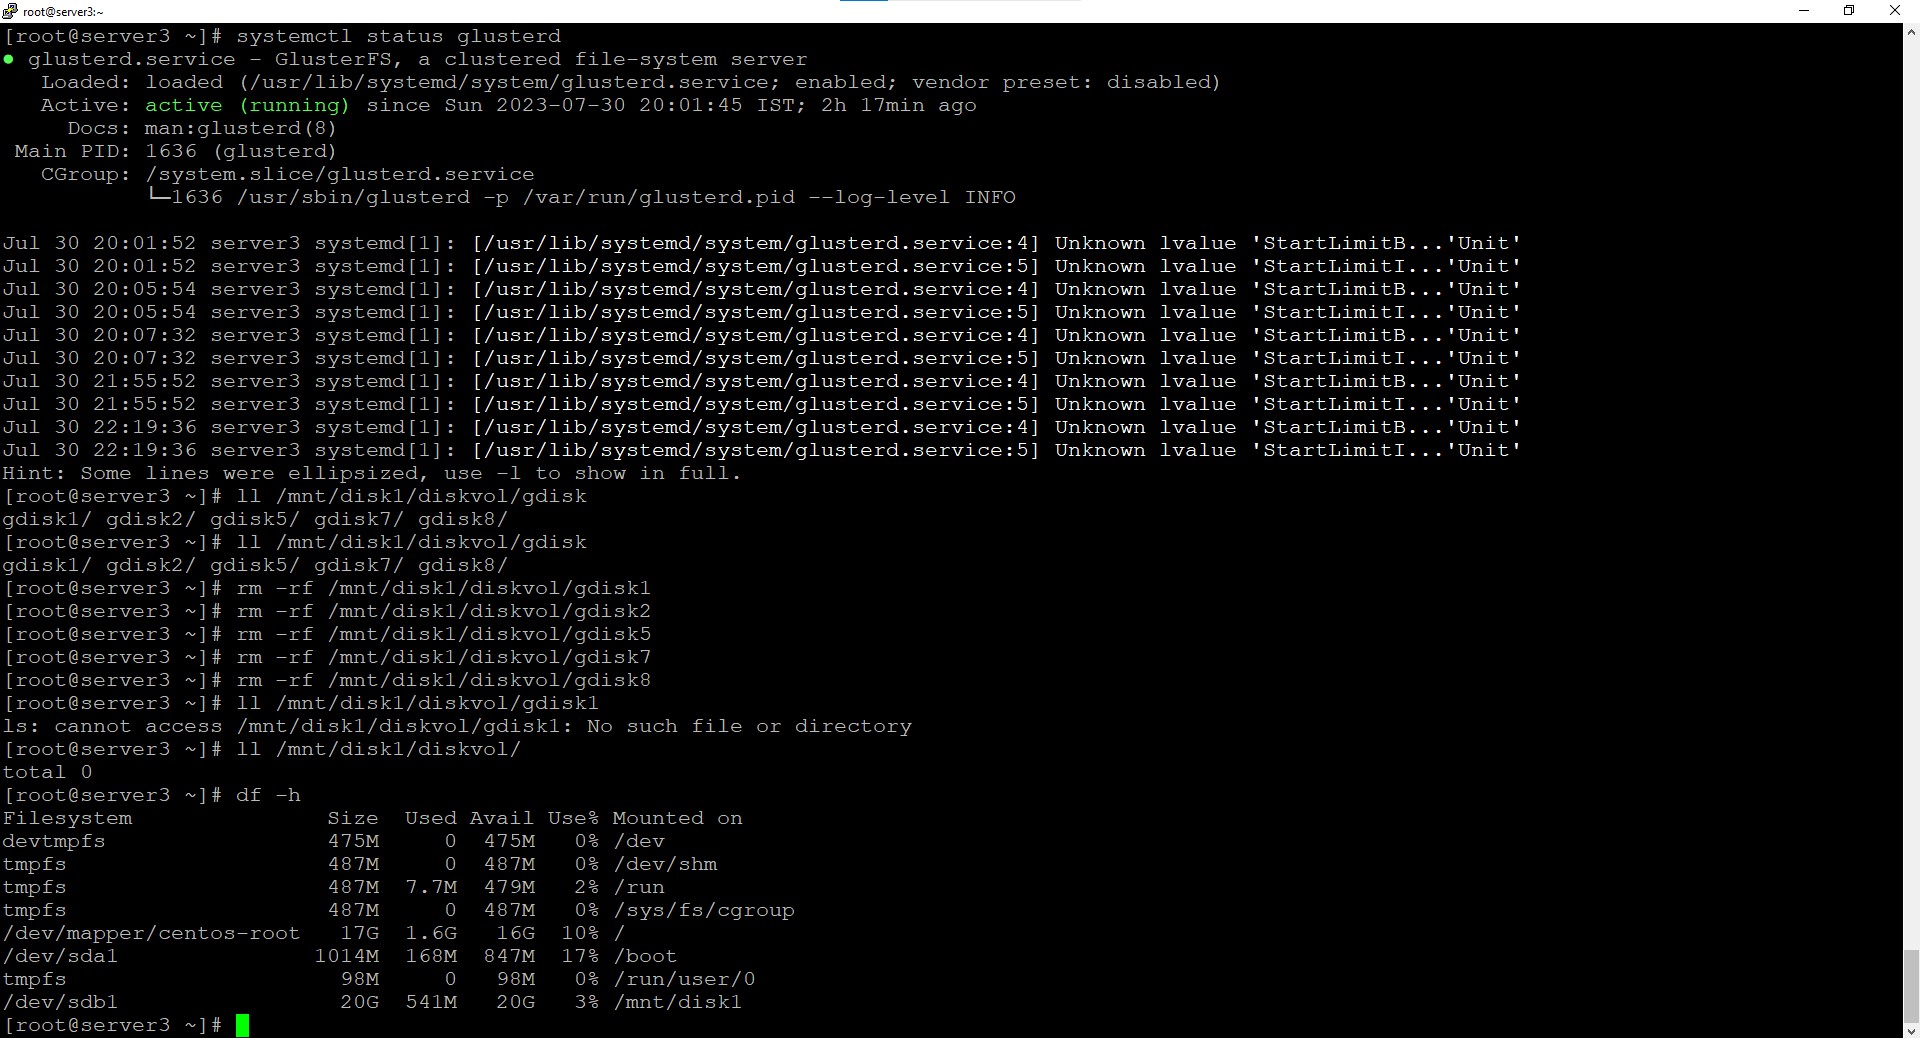 root@server3:~
[root@server3 ~]# systemctl status glusterd
● glusterd.service - GlusterFS, a clustered file-system server
   Loaded: loaded (/usr/lib/systemd/system/glusterd.service; enabled; vendor preset: disabled)
   Active: active (running) since Sun 2023-07-30 20:01:45 IST; 2h 17min ago
     Docs: man:glusterd(8)
 Main PID: 1636 (glusterd)
   CGroup: /system.slice/glusterd.service
           └─1636 /usr/sbin/glusterd -p /var/run/glusterd.pid --log-level INFO

Jul 30 20:01:52 server3 systemd[1]: [/usr/lib/systemd/system/glusterd.service:4] Unknown lvalue 'StartLimitB...'Unit'
Jul 30 20:01:52 server3 systemd[1]: [/usr/lib/systemd/system/glusterd.service:5] Unknown lvalue 'StartLimitI...'Unit'
Jul 30 20:05:54 server3 systemd[1]: [/usr/lib/systemd/system/glusterd.service:4] Unknown lvalue 'StartLimitB...'Unit'
Jul 30 20:05:54 server3 systemd[1]: [/usr/lib/systemd/system/glusterd.service:5] Unknown lvalue 'StartLimitI...'Unit'
Jul 30 20:07:32 server3 systemd[1]: [/usr/lib/systemd/system/glusterd.service:4] Unknown lvalue 'StartLimitB...'Unit'
Jul 30 20:07:32 server3 systemd[1]: [/usr/lib/systemd/system/glusterd.service:5] Unknown lvalue 'StartLimitI...'Unit'
Jul 30 21:55:52 server3 systemd[1]: [/usr/lib/systemd/system/glusterd.service:4] Unknown lvalue 'StartLimitB...'Unit'
Jul 30 21:55:52 server3 systemd[1]: [/usr/lib/systemd/system/glusterd.service:5] Unknown lvalue 'StartLimitI...'Unit'
Jul 30 22:19:36 server3 systemd[1]: [/usr/lib/systemd/system/glusterd.service:4] Unknown lvalue 'StartLimitB...'Unit'
Jul 30 22:19:36 server3 systemd[1]: [/usr/lib/systemd/system/glusterd.service:5] Unknown lvalue 'StartLimitI...'Unit'
Hint: Some lines were ellipsized, use -l to show in full.
[root@server3 ~]# ll /mnt/disk1/diskvol/gdisk
gdisk1/ gdisk2/ gdisk5/ gdisk7/ gdisk8/
[root@server3 ~]# ll /mnt/disk1/diskvol/gdisk
gdisk1/ gdisk2/ gdisk5/ gdisk7/ gdisk8/
[root@server3 ~]# rm -rf /mnt/disk1/diskvol/gdisk1
[root@server3 ~]# rm -rf /mnt/disk1/diskvol/gdisk2
[root@server3 ~]# rm -rf /mnt/disk1/diskvol/gdisk5
[root@server3 ~]# rm -rf /mnt/disk1/diskvol/gdisk7
[root@server3 ~]# rm -rf /mnt/disk1/diskvol/gdisk8
[root@server3 ~]# ll /mnt/disk1/diskvol/gdisk1
ls: cannot access /mnt/disk1/diskvol/gdisk1: No such file or directory
[root@server3 ~]# ll /mnt/disk1/diskvol/
total 0
[root@server3 ~]# df -h
Filesystem               Size  Used Avail Use% Mounted on
devtmpfs                 475M     0  475M   0% /dev
tmpfs                    487M     0  487M   0% /dev/shm
tmpfs                    487M  7.7M  479M   2% /run
tmpfs                    487M     0  487M   0% /sys/fs/cgroup
/dev/mapper/centos-root   17G  1.6G   16G  10% /
/dev/sda1               1014M  168M  847M  17% /boot
tmpfs                     98M     0   98M   0% /run/user/0
/dev/sdb1                 20G  541M   20G   3% /mnt/disk1
[root@server3 ~]#